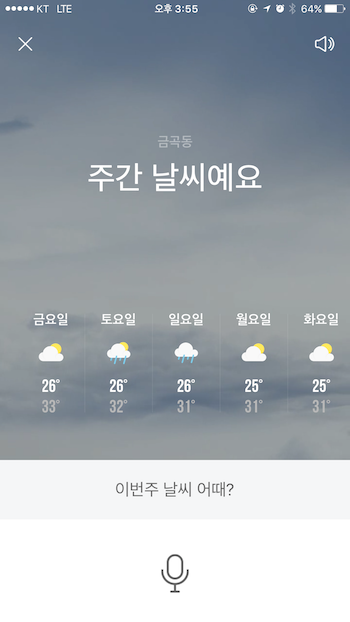 KT LTE 오후 3:55 64%
금곡동
주간 날씨예요
금요일 토요일 일요일 월요일 화요일
26° 26° 26° 25° 25°
33° 32° 31° 31° 31°
이번주 날씨 어때?